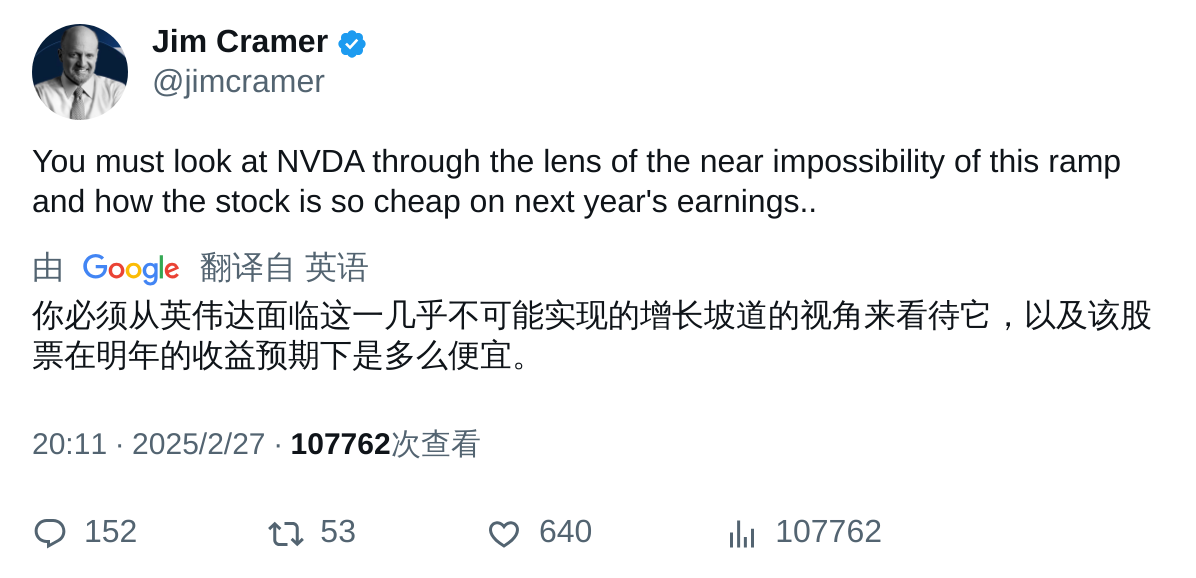 Jim Cramer
@jimcramer
You must look at NVDA through the lens of the near impossibility of this ramp
and how the stock is so cheap on next year's earnings..
由 Google 翻译自 英语
你必须从英伟达面临这一几乎不可能实现的增长坡道的视角来看待它，以及该股
票在明年的收益预期下是多么便宜。
20:11 · 2025/2/27 · 107762次查看
152 53 640 107762